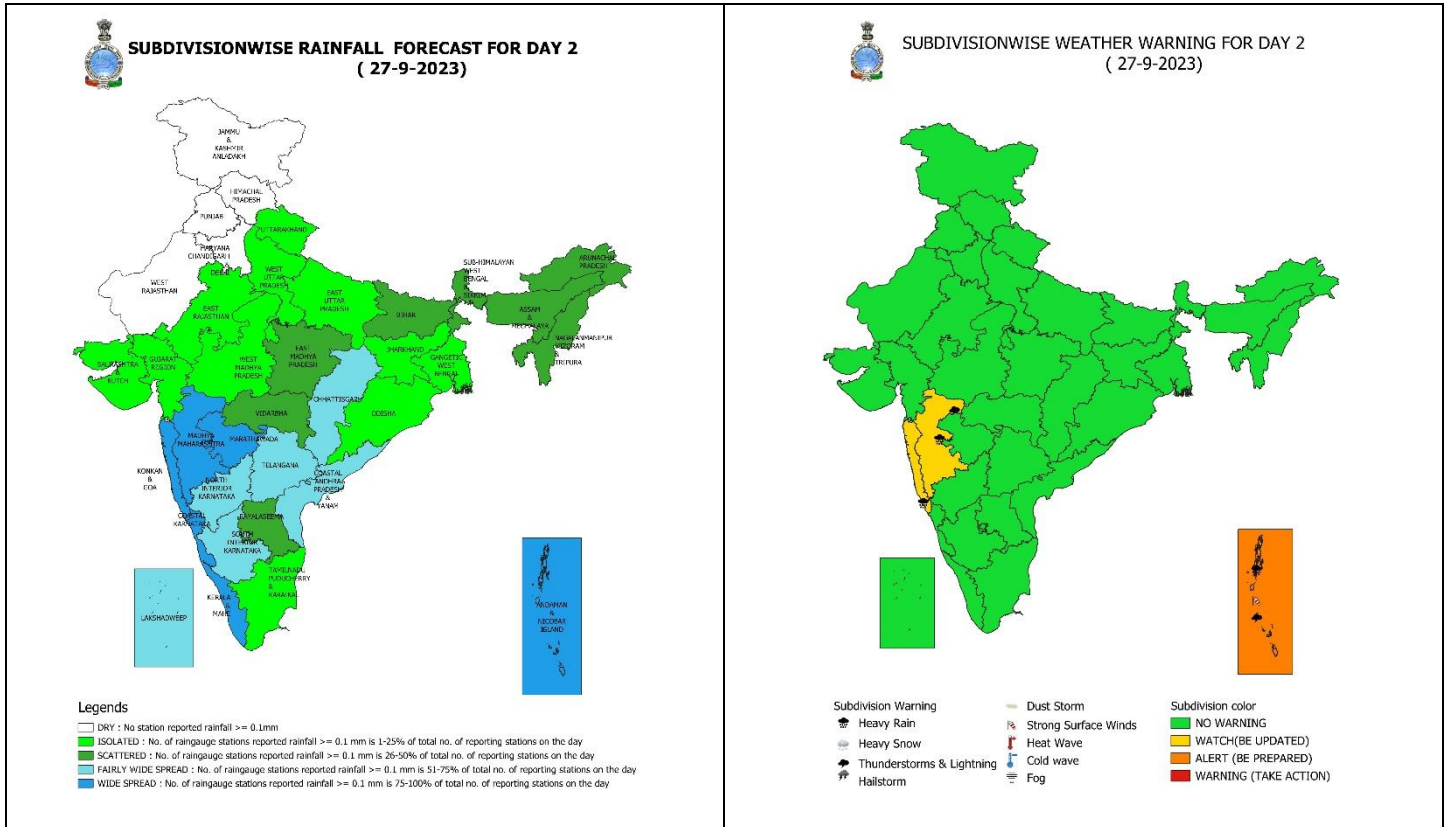 SUBDIVISIONWISE RAINFALL FORECAST FOR DAY 2
( 27-9-2023)
JAMMU
&
KASHMIR
ANLADAKH
HIMACHAL
PRADESH
PUNJAB
UTTARAKHAND
HARYANA
CHANDIGARH
&
DELHI
WEST
RAJASTHAN
WEST
UTTAR
PRADESH
EAST
UTTAR
PRADESH
SUB-HIMALAYAN
WEST
BENGAL
&
SIKKIM
ARUNACHAL
PRADESH
EAST
RAJASTHAN
BIHAR
ASSAM
&
MEGHALAYA
MIZORAM
&
TRIPURA
SAURASHTRA
&
KUTCH
GUJARAT
REGION
WEST
MADHYA
PRADESH
EAST
MADHYA
PRADESH
JHARKHAND
GANGETIC
WEST
BENGAL
CHHATTISGARH
ODISHA
VIDARBHA
MADHYA
MAHARASHTRA
MARATHAWADA
KONKAN
&
GOA
TELANGANA
NORTH
INTERIOR
KARNATAKA
COASTAL
ANDHRA
PRADESH
&
YANAM
COASTAL
KARNATAKA
RAYALASEEMA
SOUTH
INTERIOR
KARNATAKA
TAMILNADU
PUDUCHERRY
&
KARAIKAL
KERALA
&
MAHE
LAKSHADWEEP
ANDAMAN
&
NICOBAR
ISLAND
Legends
DRY : No station reported rainfall >= 0.1mm
ISOLATED : No. of raingauge stations reported rainfall >= 0.1 mm is 1-25% of total no. of reporting stations on the day
SCATTERED : No. of raingauge stations reported rainfall >= 0.1 mm is 26-50% of total no. of reporting stations on the day
FAIRLY WIDE SPREAD : No. of raingauge stations reported rainfall >= 0.1 mm is 51-75% of total no. of reporting stations on the day
WIDE SPREAD : No. of raingauge stations reported rainfall >= 0.1 mm is 75-100% of total no. of reporting stations on the day
SUBDIVISIONWISE WEATHER WARNING FOR DAY 2
( 27-9-2023)
Subdivision Warning
Heavy Rain
Heavy Snow
Thunderstorms & Lightning
Hailstorm
Dust Storm
Strong Surface Winds
Heat Wave
Cold wave
Fog
Subdivision color
NO WARNING
WATCH(BE UPDATED)
ALERT (BE PREPARED)
WARNING (TAKE ACTION)